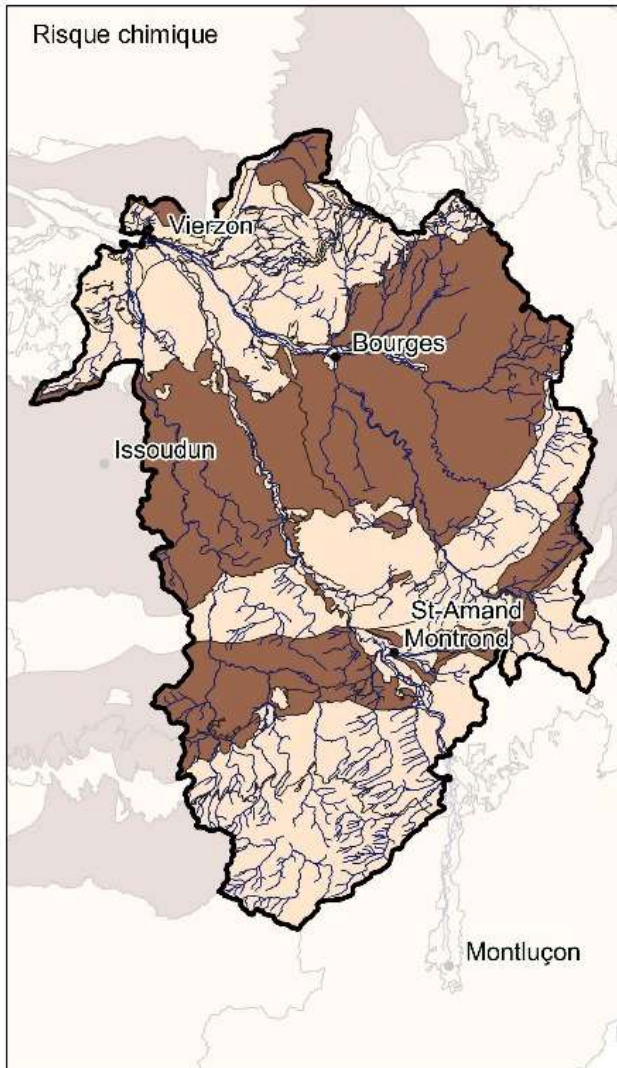 Risque chimique
Vierzon
Bourges
Issoudun
St-Amand
Montrond
Montluçon